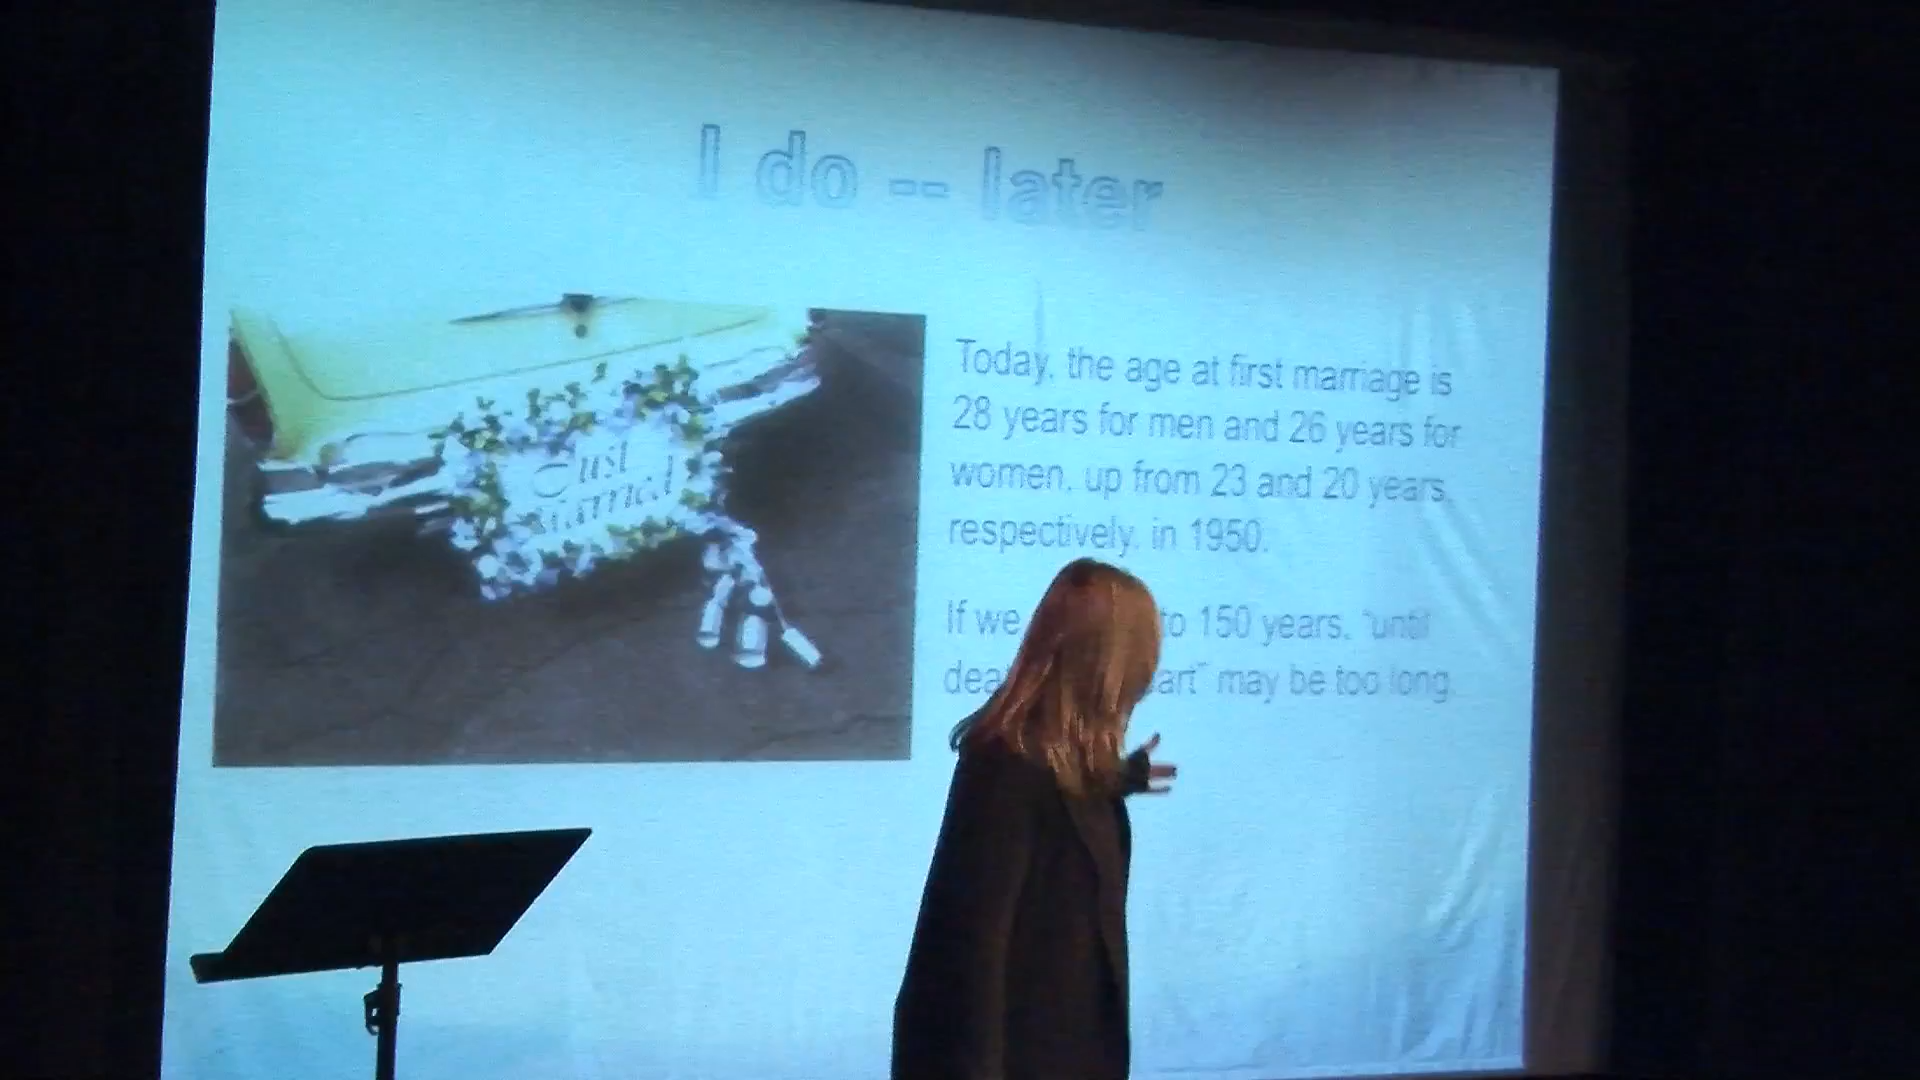 I do -- later
Just
Married
Today, the age at first marriage is
28 years for men and 26 years for
women, up from 23 and 20 years,
respectively, in 1950.
If we to 150 years, "until
may be too long